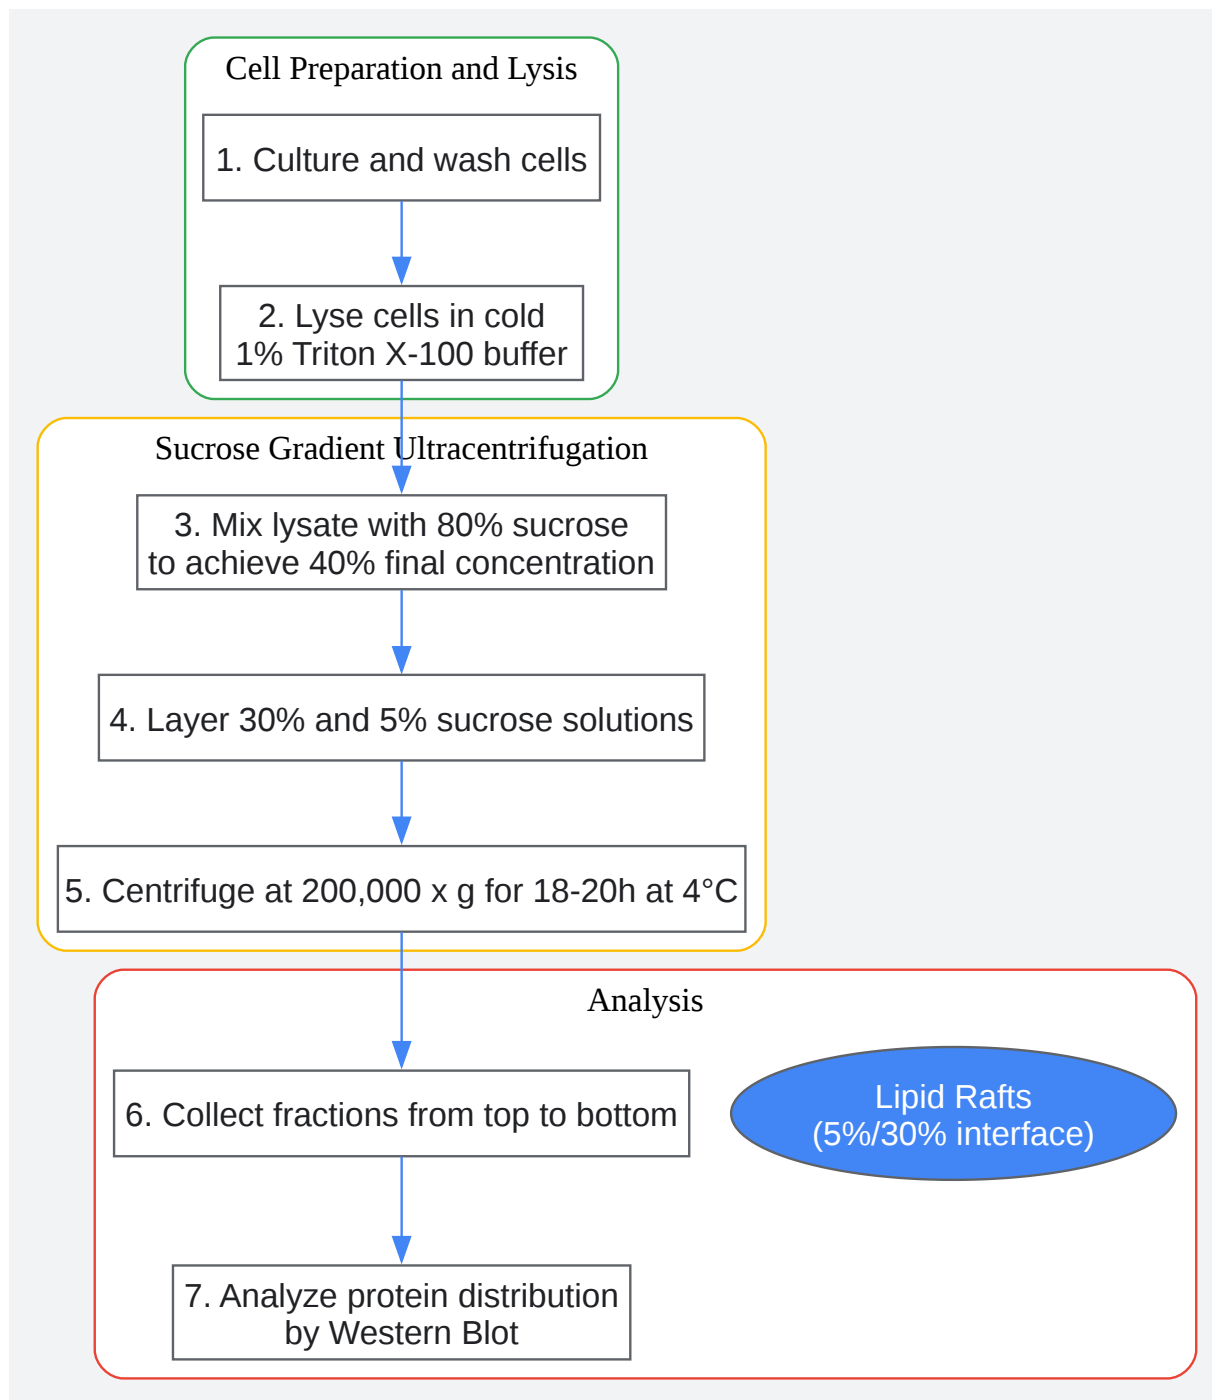 Cell Preparation and Lysis
1. Culture and wash cells
2. Lyse cells in cold
1% Triton X-100 buffer
Sucrose Gradient Ultracentrifugation
3. Mix lysate with 80% sucrose
to achieve 40% final concentration
4. Layer 30% and 5% sucrose solutions
5. Centrifuge at 200,000 x g for 18-20h at 4°C
Analysis
6. Collect fractions from top to bottom
Lipid Rafts
(5%/30% interface)
7. Analyze protein distribution
by Western Blot